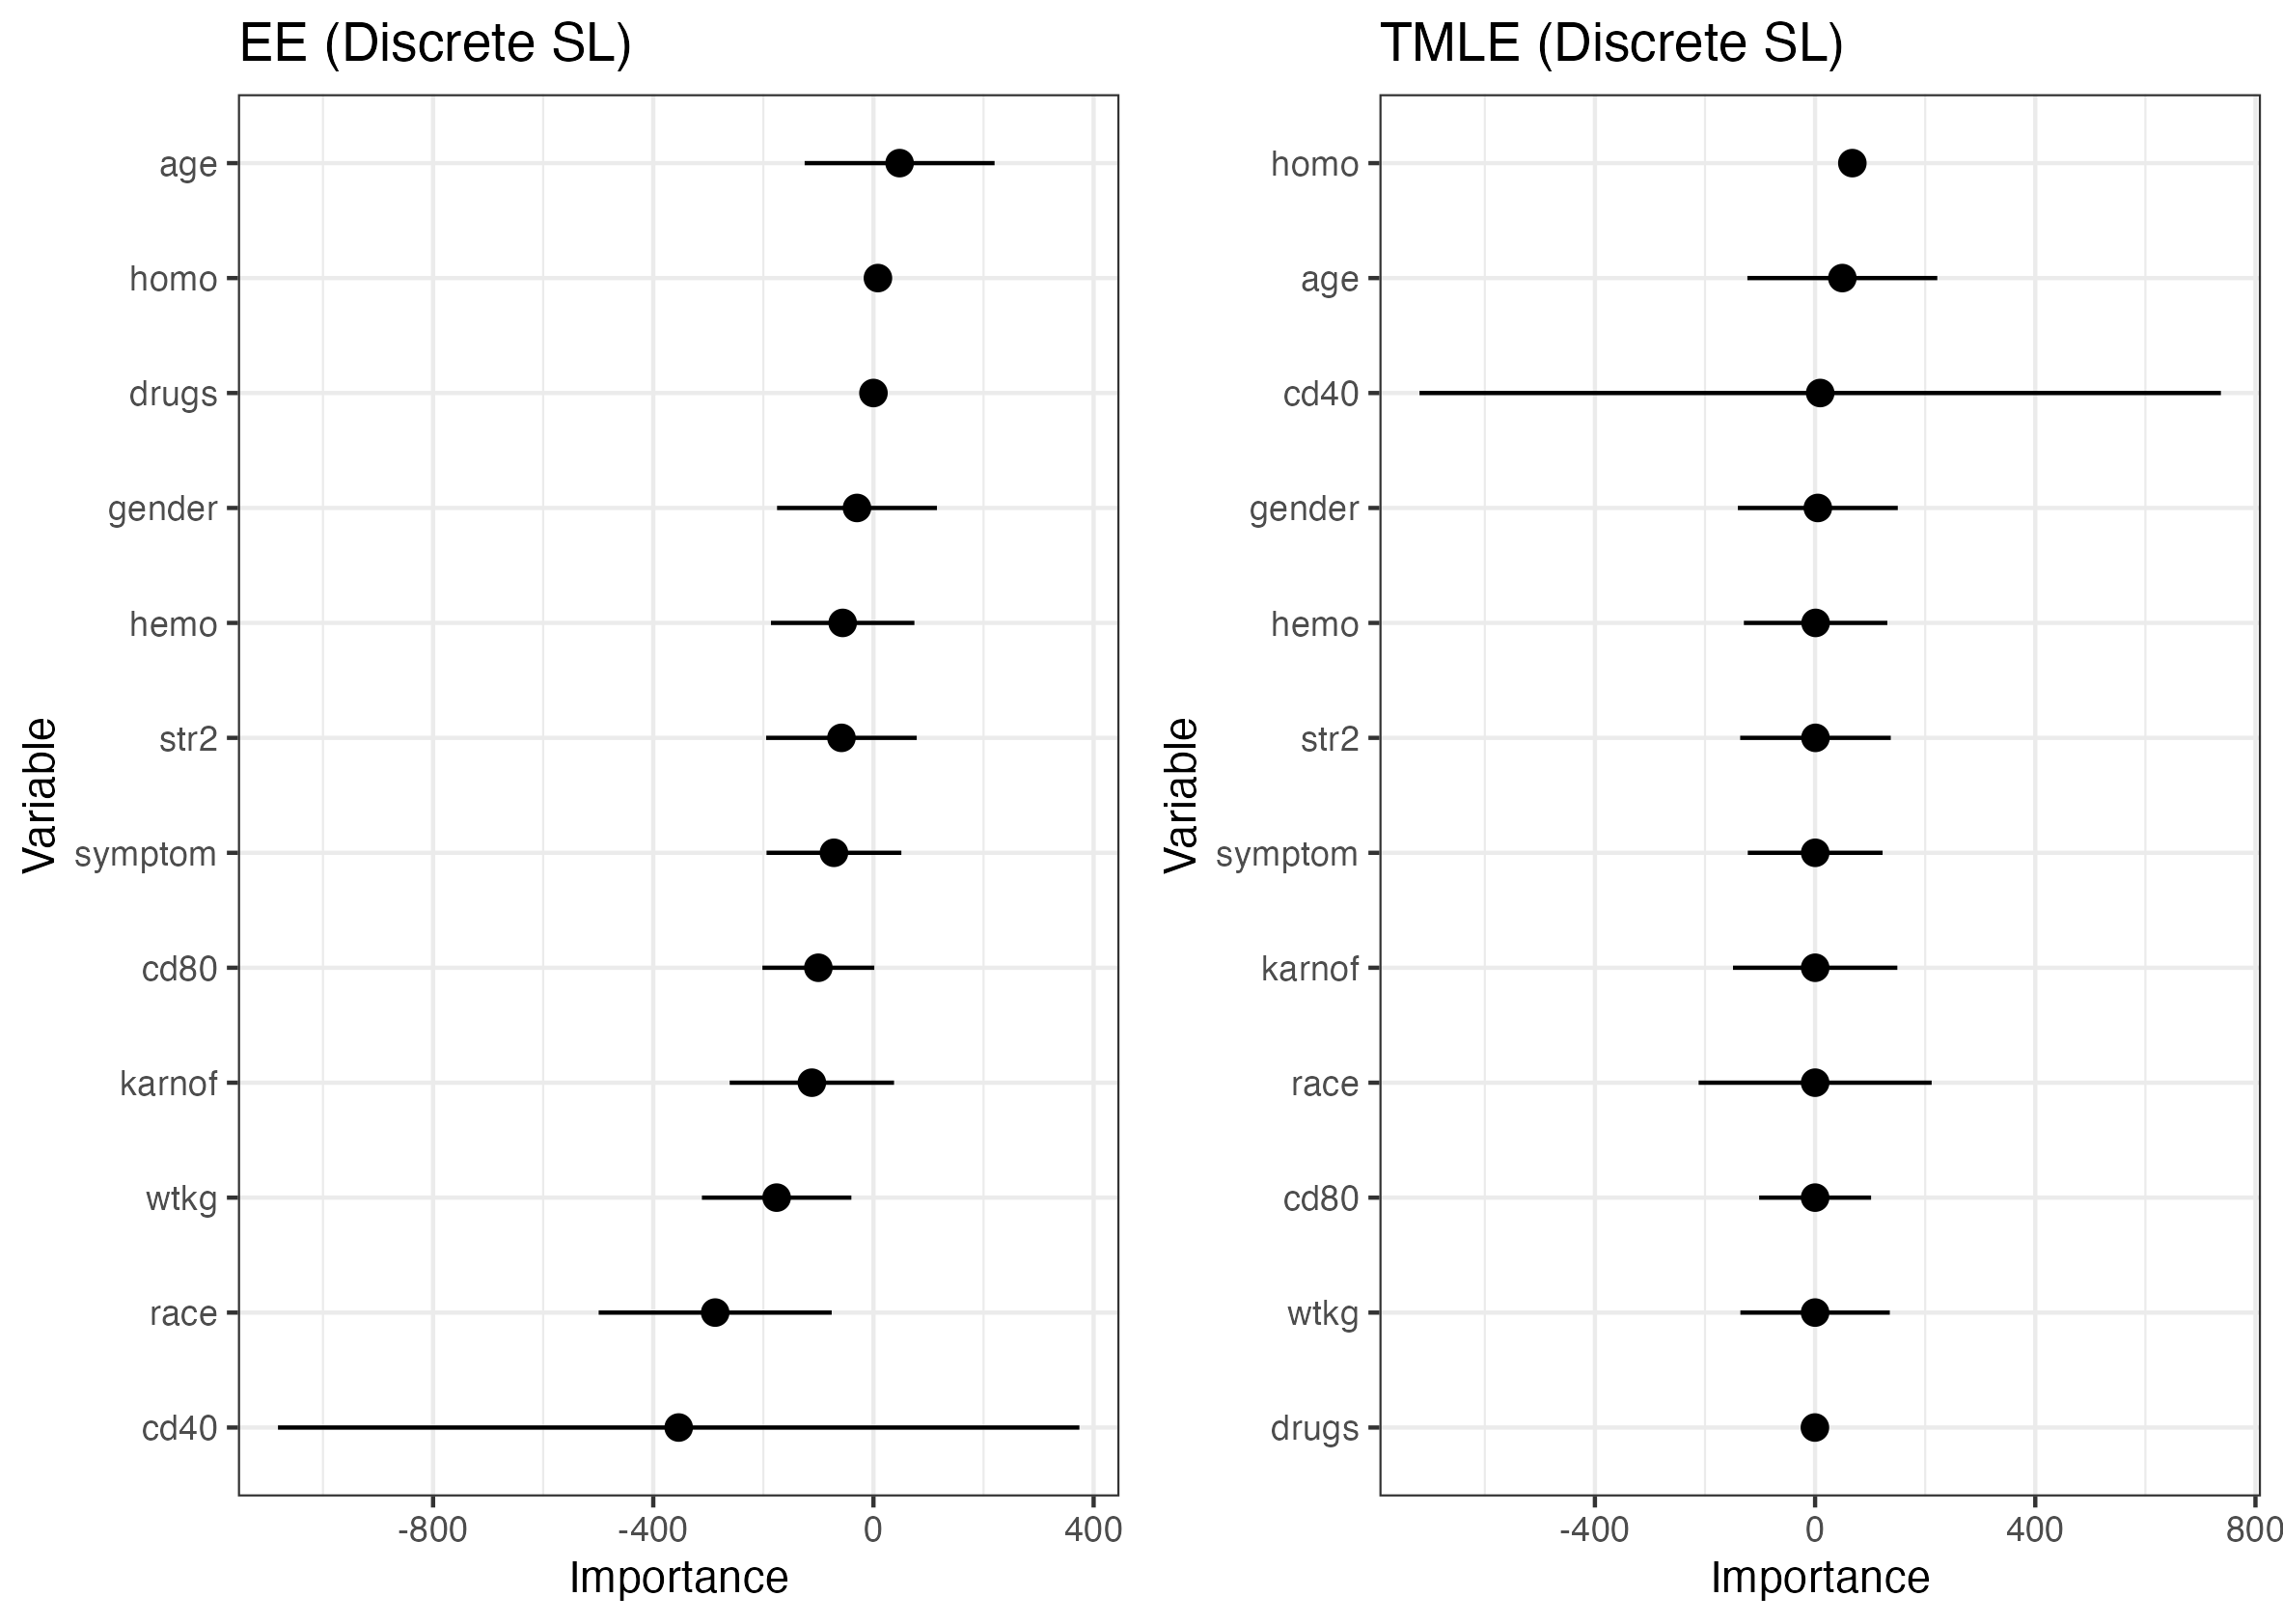 EE (Discrete SL)
Variable
age
homo
drugs
gender
hemo
str2
symptom
cd80
karnof
wtkg
race
cd40
-800 -400 0 400
Importance
TMLE (Discrete SL)
Variable
homo
age
cd40
gender
hemo
str2
symptom
karnof
race
cd80
wtkg
drugs
-400 0 400 800
Importance